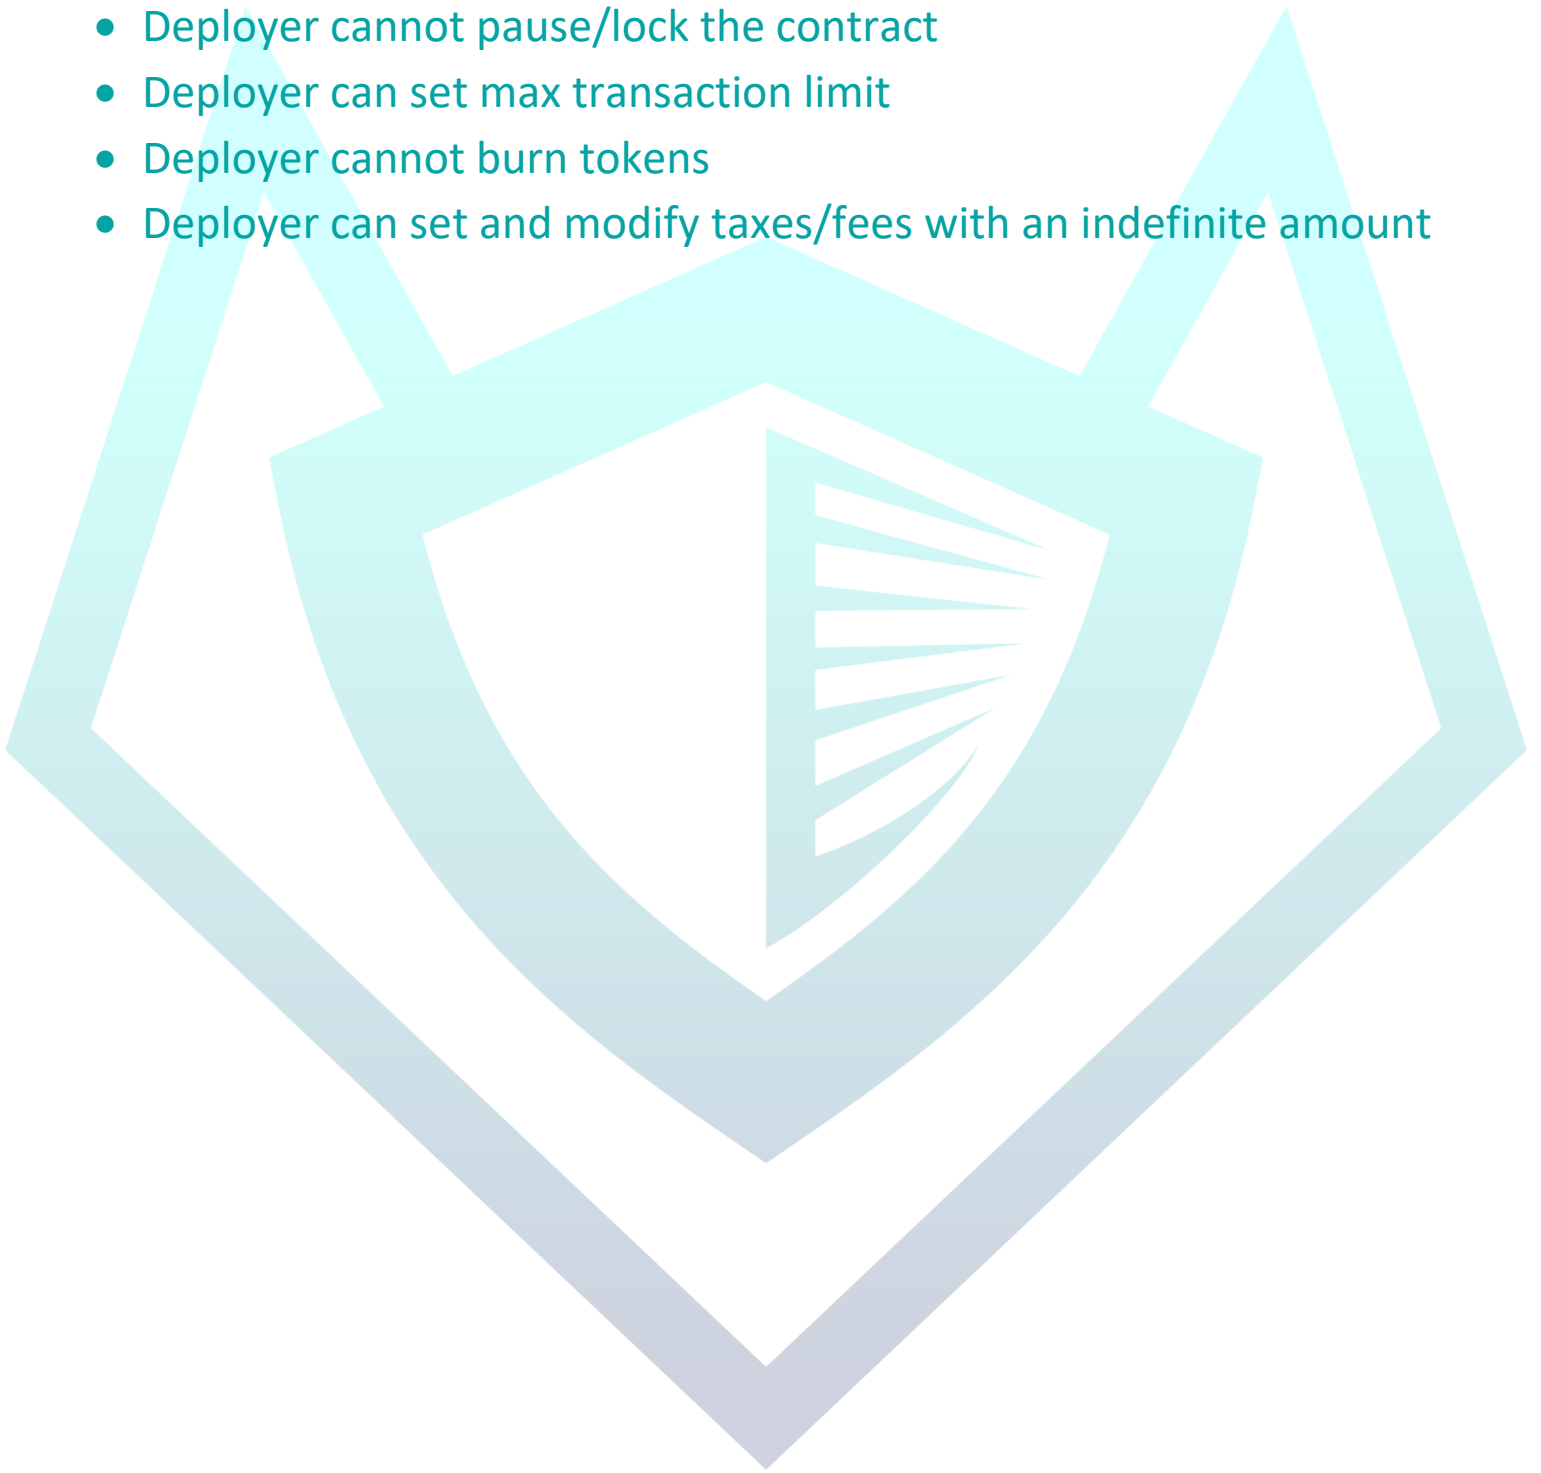 • Deployer cannot pause/lock the contract
• Deployer can set max transaction limit
• Deployer cannot burn tokens
• Deployer can set and modify taxes/fees with an indefinite amount